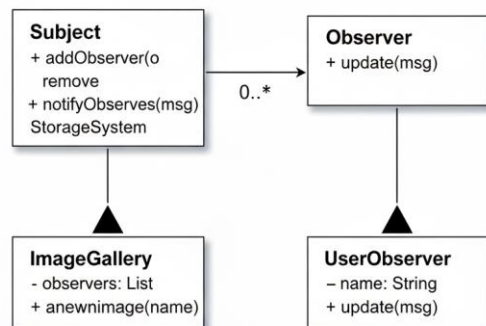 Subject
+ addObserver(o
remove
+ notifyObserves(msg)
StorageSystem
0..*
Observer
+ update(msg)
ImageGallery
- observers: List
+ anewnimage(name)
UserObserver
– name: String
+ update(msg)